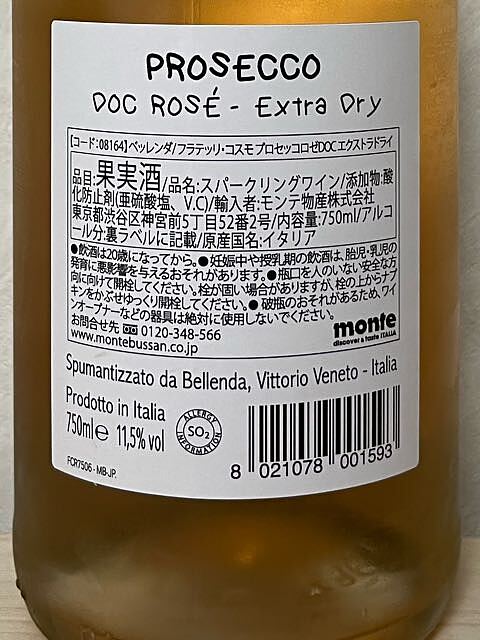 PROSECCO
DOC ROSÉ - Extra Dry
【コード:08164】ベッレンダ/フラテッリ・コスモ プロセッコロゼDOC エクストラドライ
品目:果実酒/品名:スパークリングワイン/添加物:酸
化防止剤(亜硫酸塩、V.C)/輸入者:モンテ物産株式会社
東京都渋谷区神宮前5丁目52番2号/内容量:750ml/アルコ
ール分:裏ラベルに記載/原産国名:イタリア
●飲酒は20歳になってから。●妊娠中や授乳期の飲酒は、胎児・乳児の
発育に悪影響を与えるおそれがあります。●瓶口を人のいない安全な方
向に向けて開栓してください。栓が固い場合がありますが、栓の上からナプ
キンをかぶせゆっくり開栓してください。●破瓶のおそれがあるため、ワイ
ンオープナーなどの器具は絶対に使用しないでください。
お問合せ先 0120-348-566
www.montebussan.co.jp
monte
discover & taste ITALIA
Spumantizzato da Bellenda, Vittorio Veneto - Italia
Prodotto in Italia
750ml e 11,5% vol
ALLERGY
SO2
INFORMATION
FCR7506 - MB-JP.
8 021078 001593